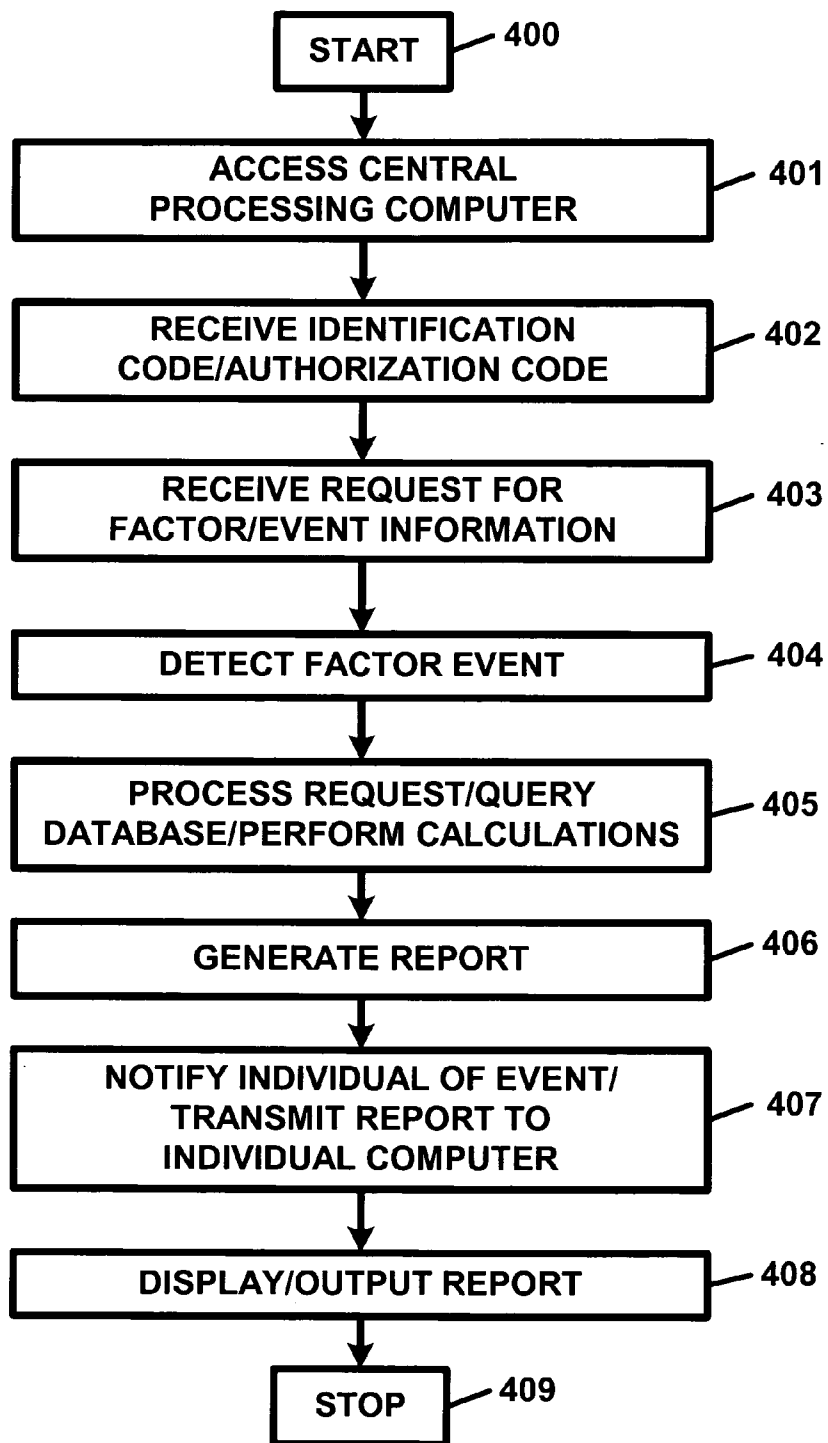 START
400
ACCESS CENTRAL
PROCESSING COMPUTER
401
RECEIVE IDENTIFICATION
CODE/AUTHORIZATION CODE
402
RECEIVE REQUEST FOR
FACTOR/EVENT INFORMATION
403
DETECT FACTOR EVENT
404
PROCESS REQUEST/QUERY
DATABASE/PERFORM CALCULATIONS
405
GENERATE REPORT
406
NOTIFY INDIVIDUAL OF EVENT/
TRANSMIT REPORT TO
INDIVIDUAL COMPUTER
407
DISPLAY/OUTPUT REPORT
408
STOP
409